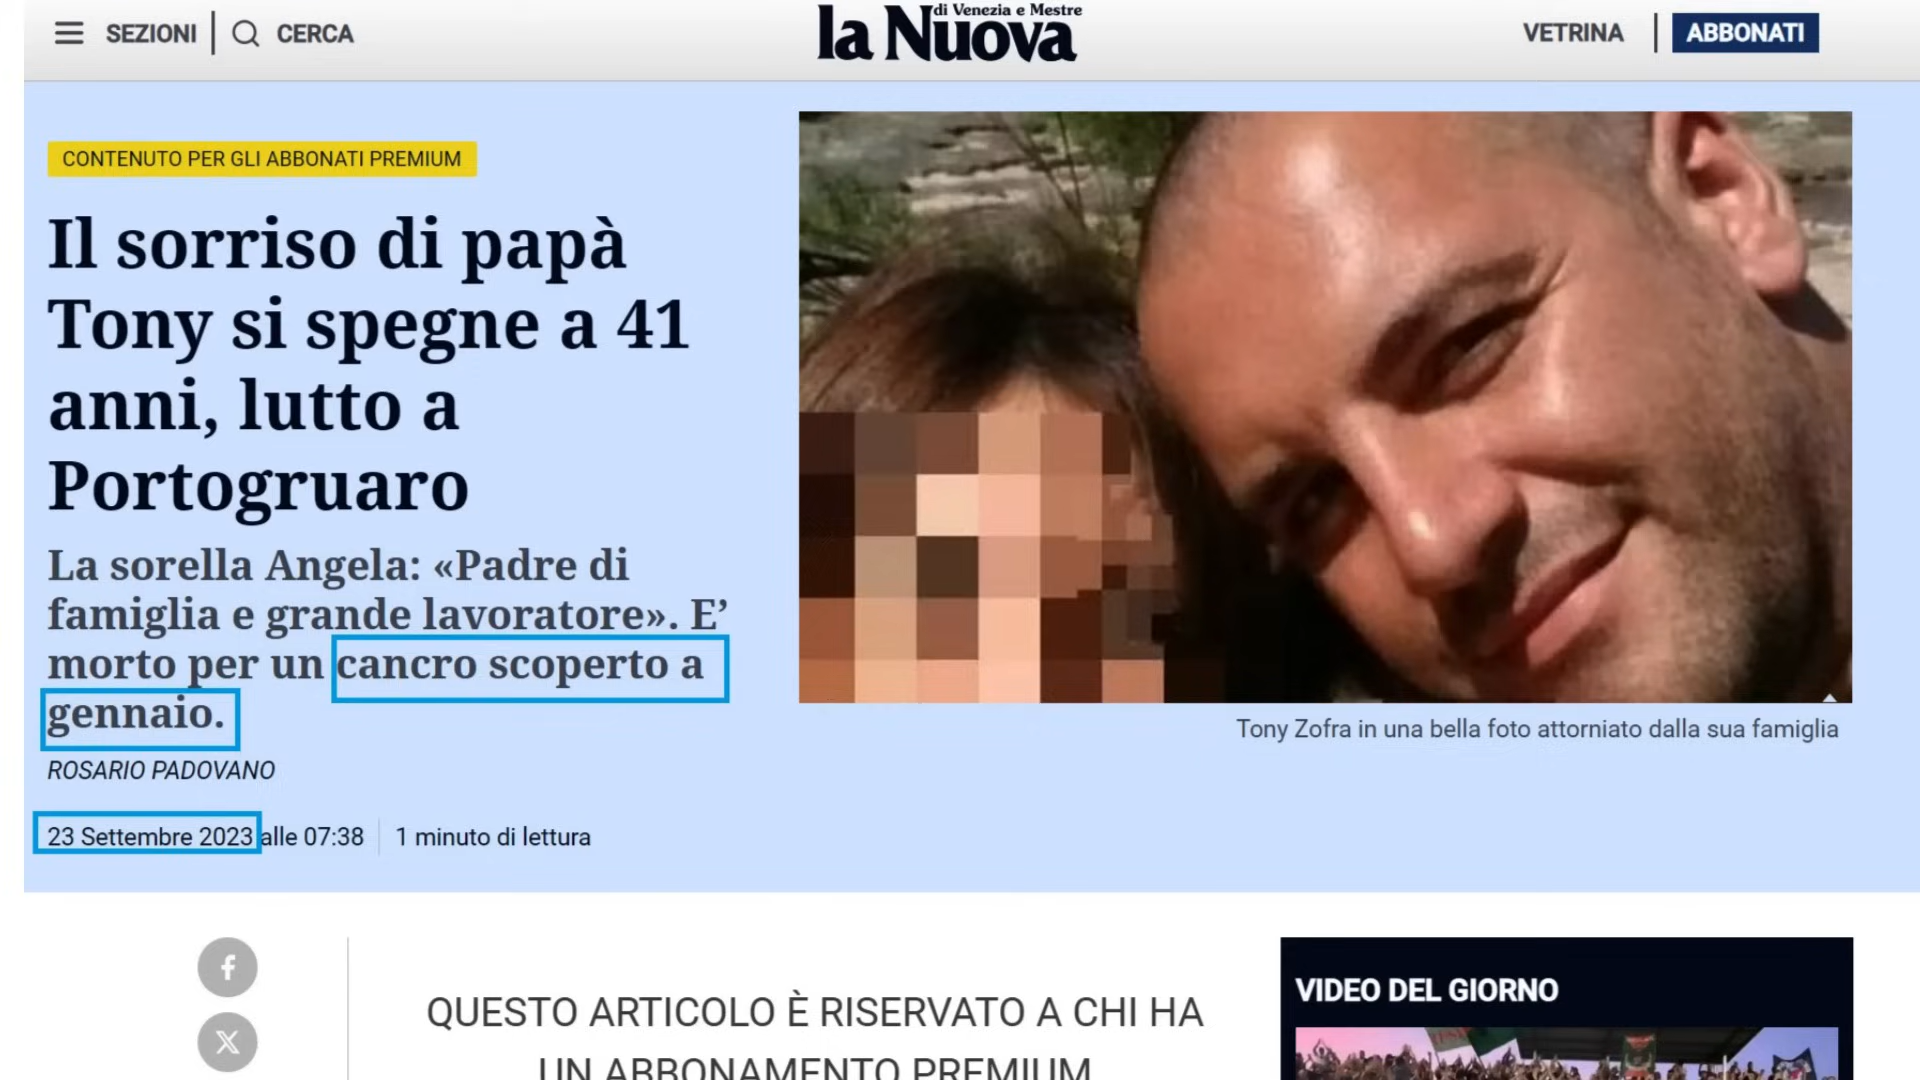 SEZIONI
CERCA
la Nuova
di Venezia e Mestre
VETRINA
ABBONATI
CONTENUTO PER GLI ABBONATI PREMIUM
Il sorriso di papà
Tony si spegne a 41
anni, lutto a
Portogruaro
La sorella Angela: «Padre di
famiglia e grande lavoratore». E’
morto per un cancro scoperto a
gennaio.
ROSARIO PADOVANO
23 Settembre 2023 alle 07:38
1 minuto di lettura
Tony Zofra in una bella foto attorniato dalla sua famiglia
QUESTO ARTICOLO È RISERVATO A CHI HA
UN ABBONAMENTO PREMIUM
VIDEO DEL GIORNO